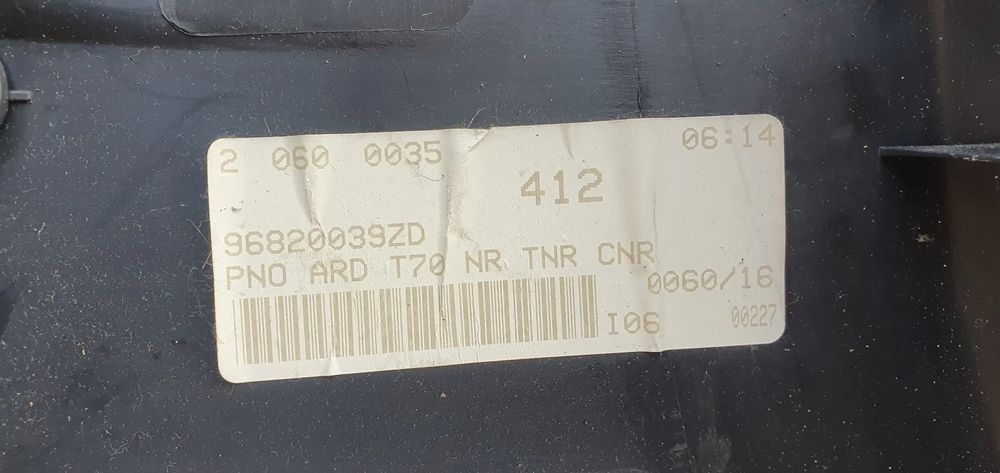 2 060 0035 06:14
412
96820039ZD
PNO ARD T70 NR TNR CNR
0060/16
I06 00227